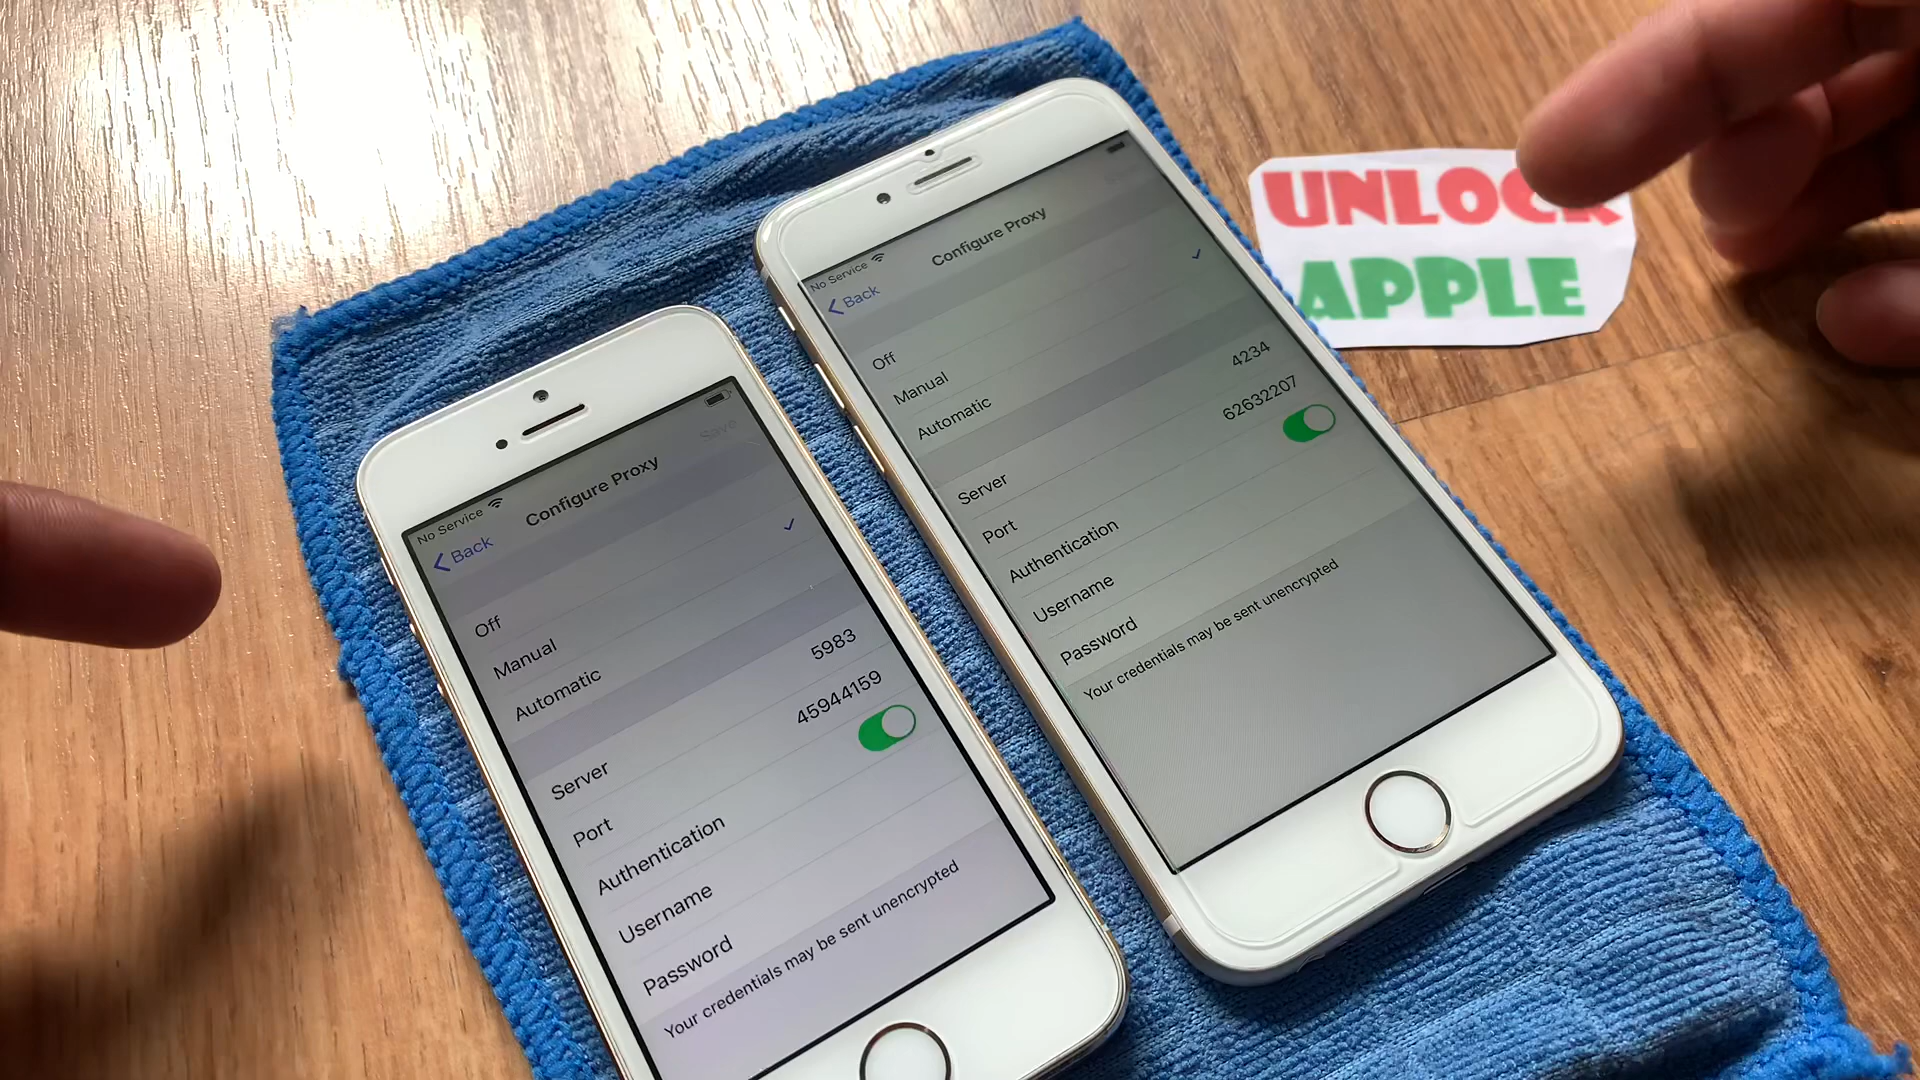 No Service
Back
Configure Proxy
Save
Off
Manual
Automatic
Server
5983
Port
45944159
Authentication
Username
Password
Your credentials may be sent unencrypted
No Service
Back
Configure Proxy
Off
Manual
Automatic
Server
4234
Port
62632207
Authentication
Username
Password
Your credentials may be sent unencrypted
UNLOCK
APPLE